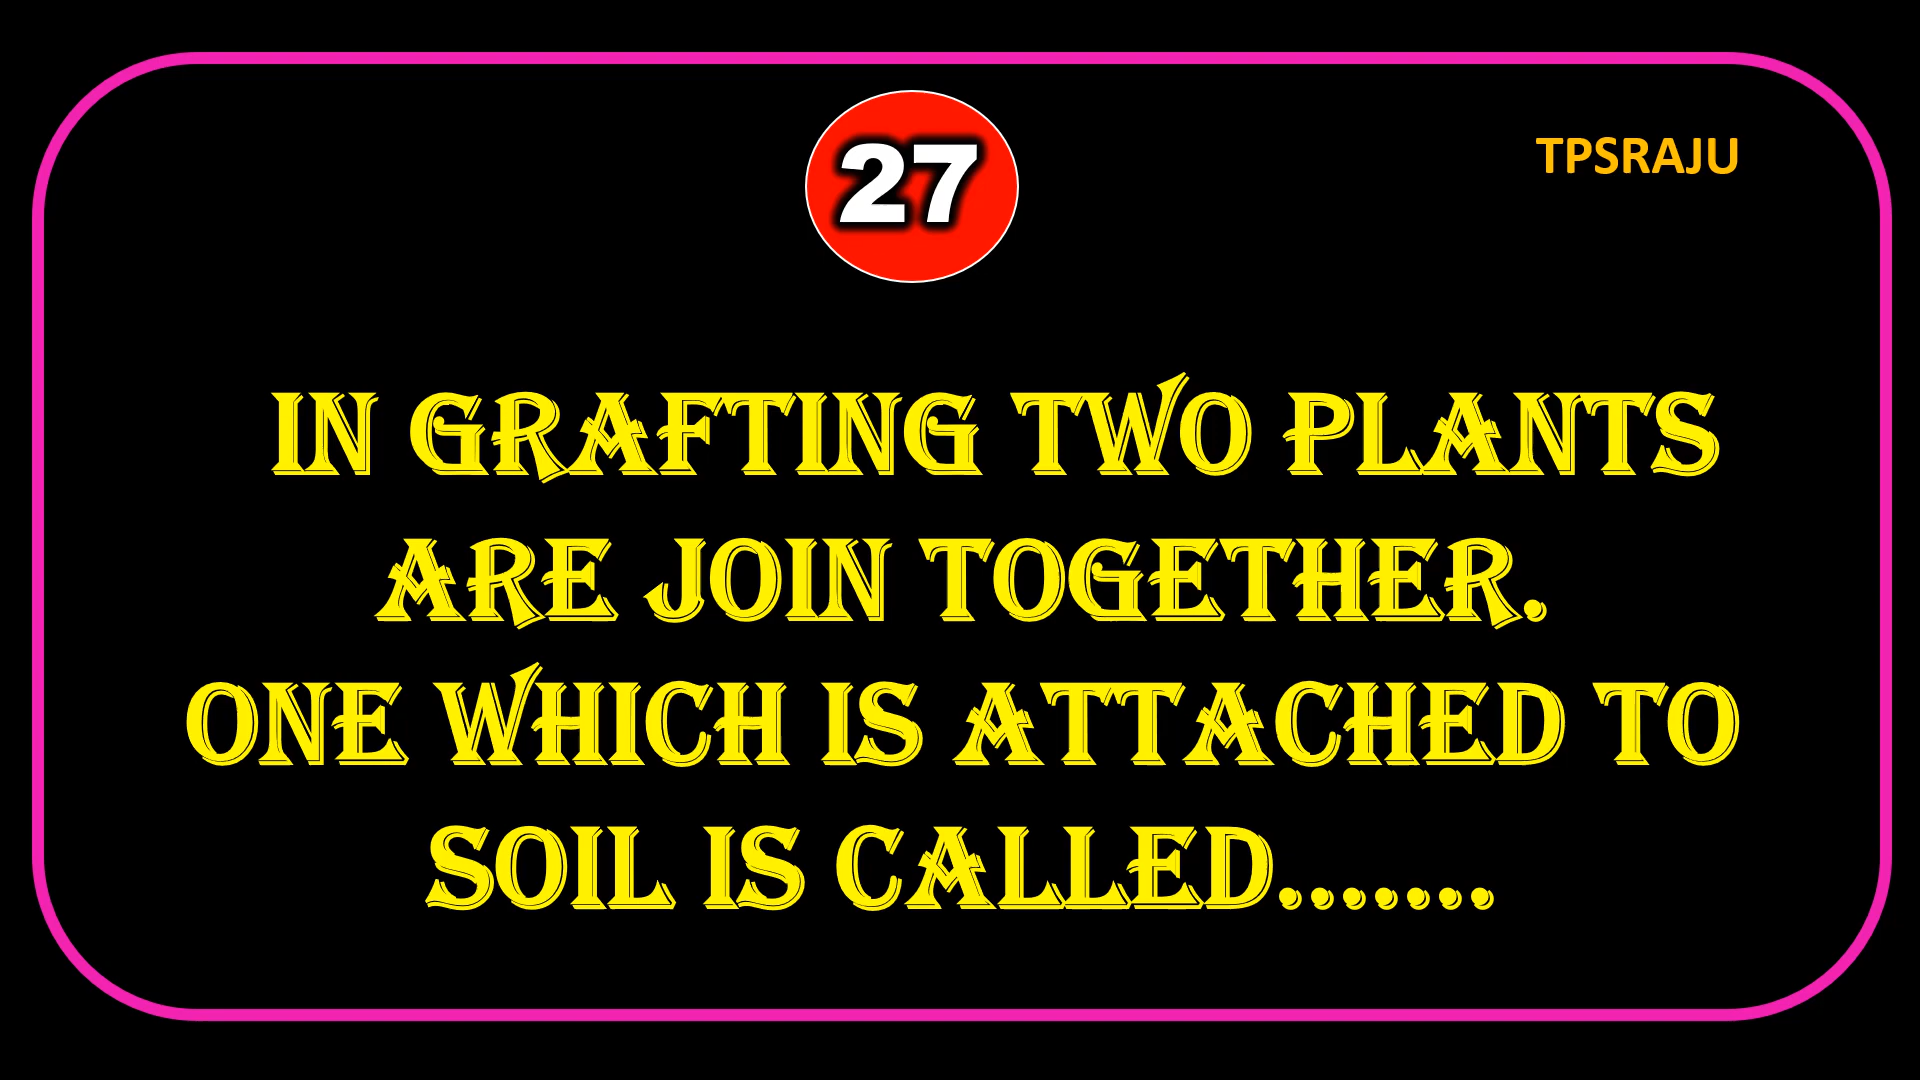 27
TPSRAJU
IN GRAFTING TWO PLANTS
ARE JOIN TOGETHER.
ONE WHICH IS ATTACHED TO
SOIL IS CALLED.......